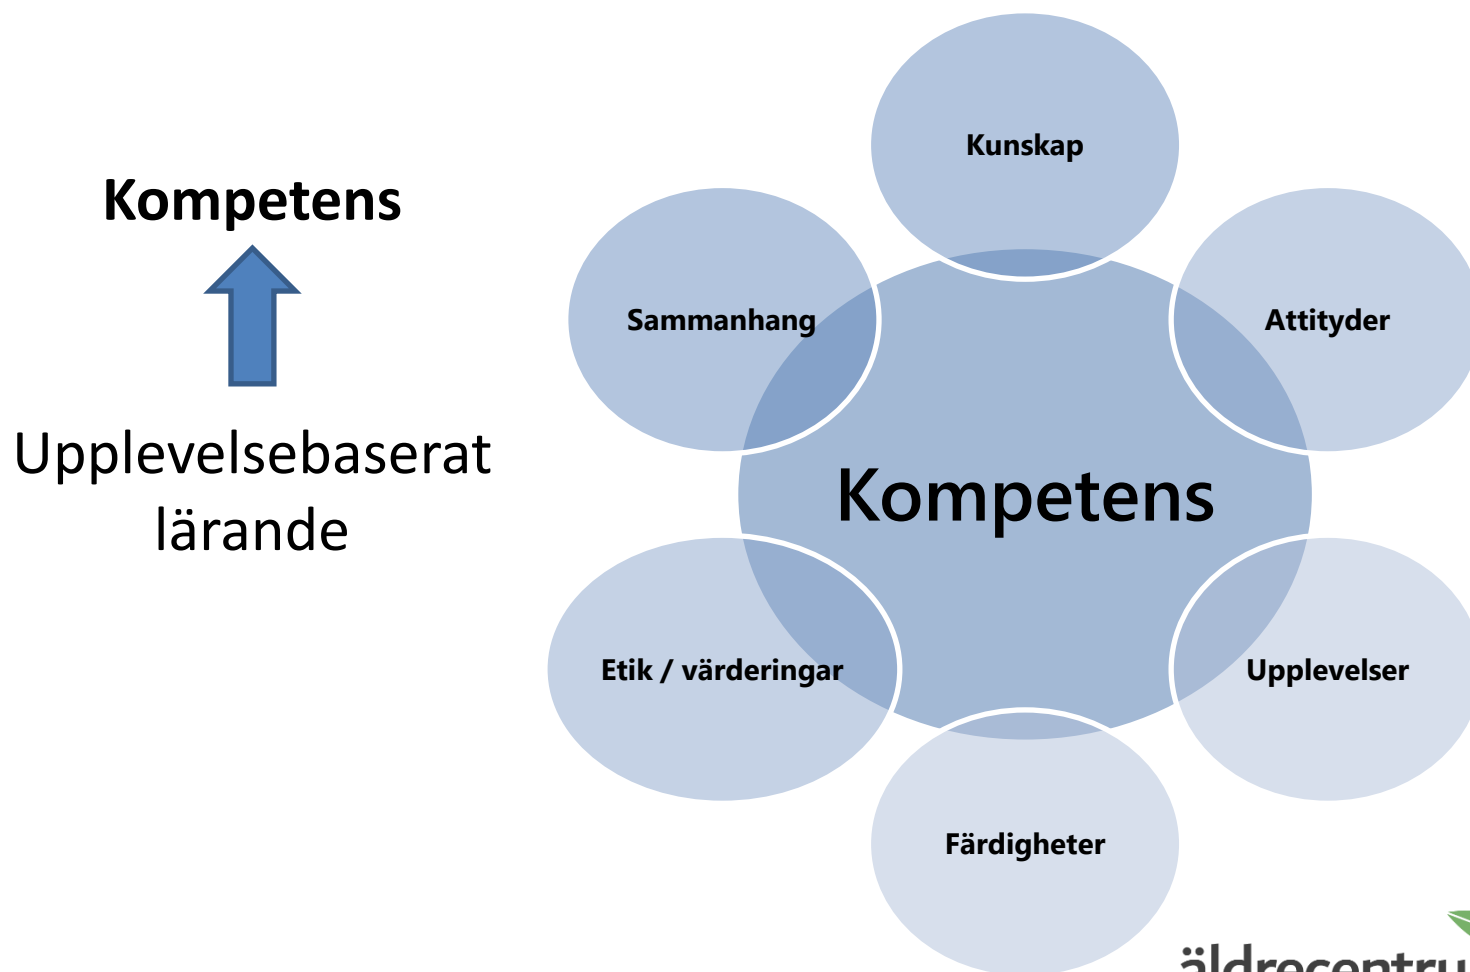 Kompetens
Upplevelsebaserat
lärande
Kunskap
Sammanhang
Attityder
Kompetens
Etik / värderingar
Upplevelser
Färdigheter